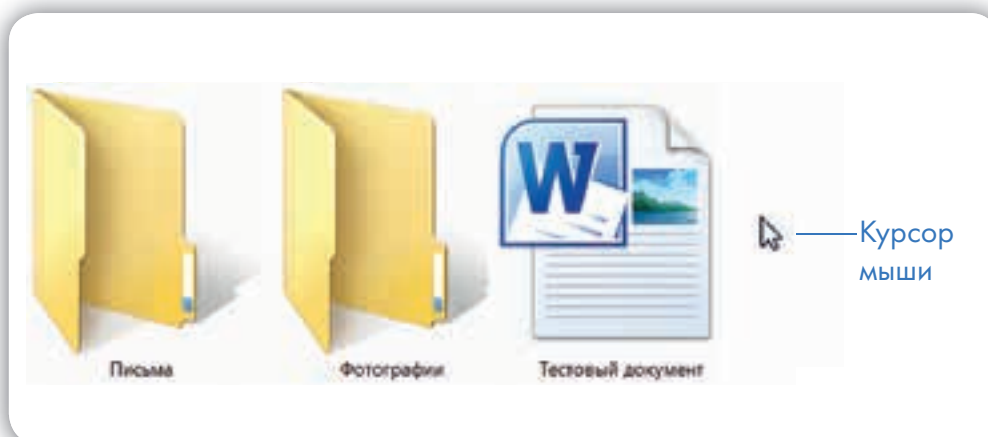 W
Курсор
мыши
Письма
Фотографии
Тестовый документ